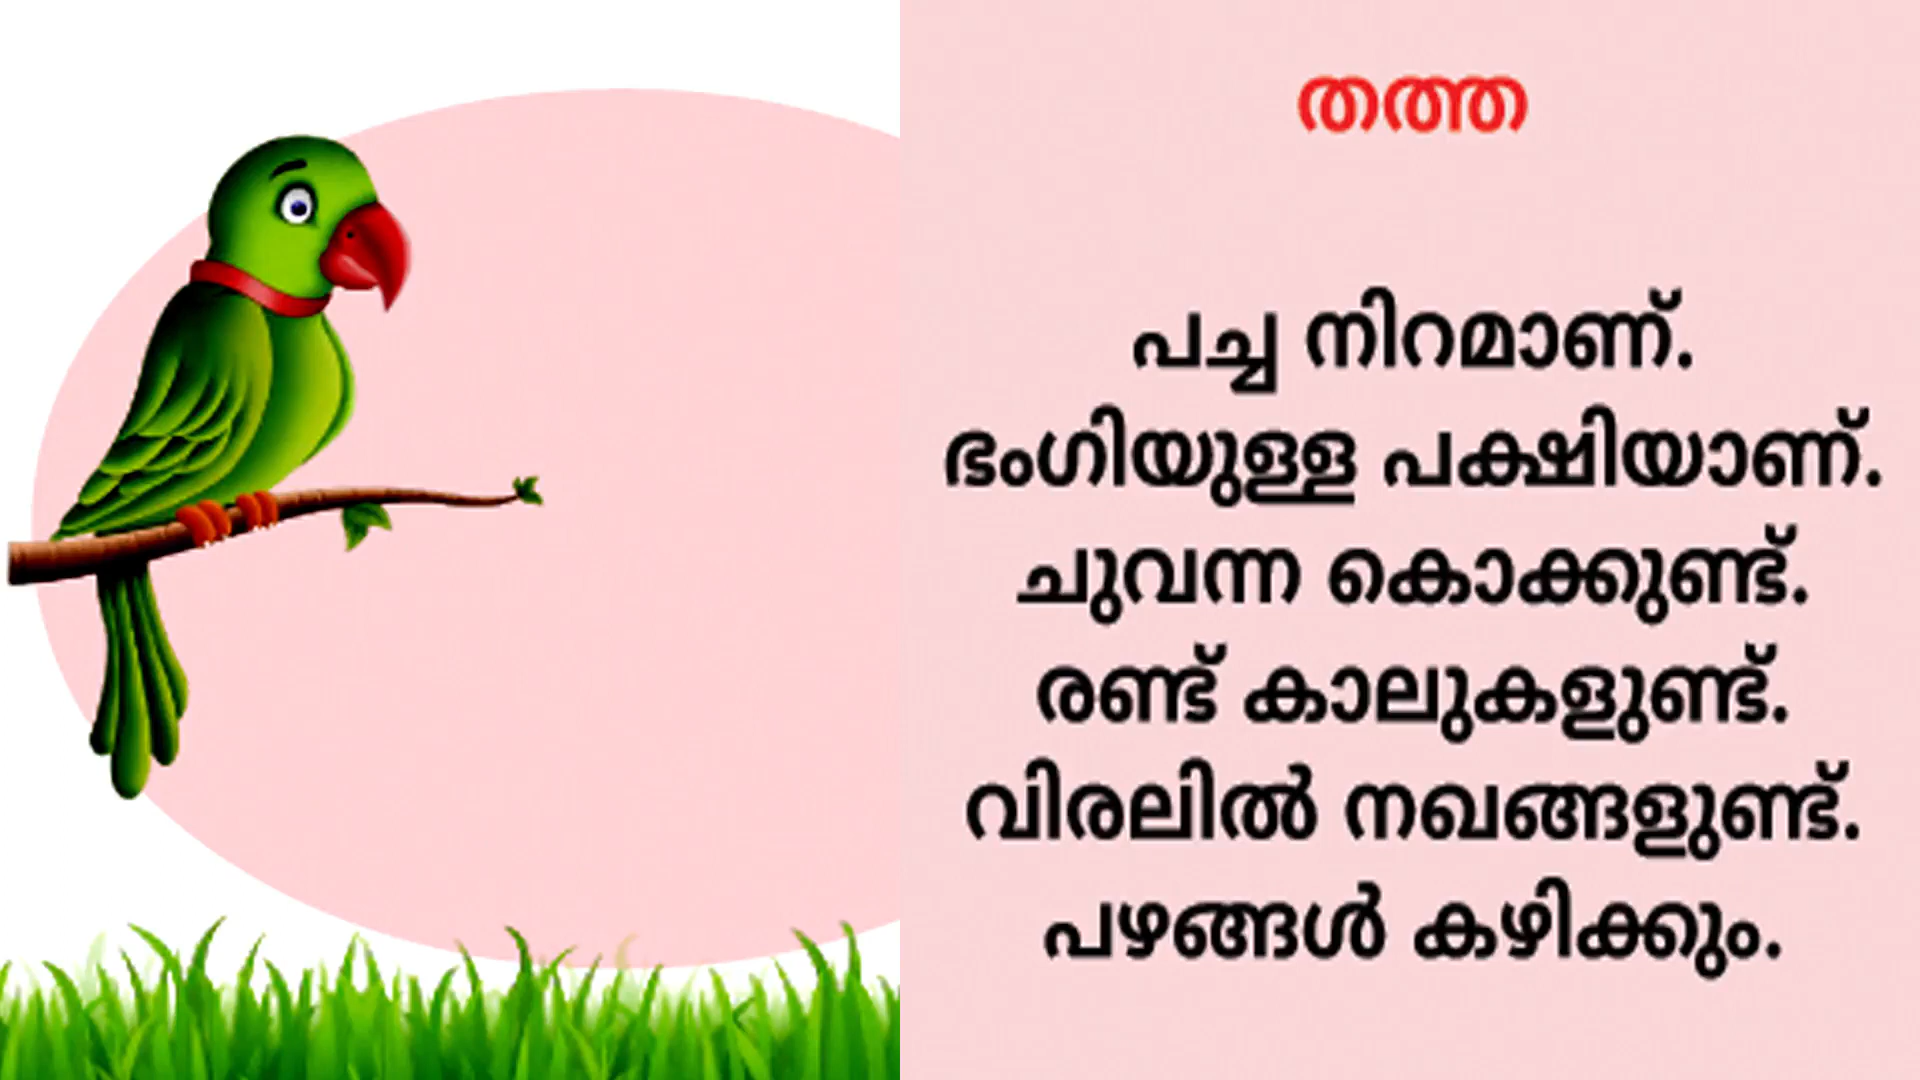 തത്ത
പച്ച നിറമാണ്.
ഭംഗിയുള്ള പക്ഷിയാണ്.
ചുവന്ന കൊക്കുണ്ട്.
രണ്ട് കാലുകളുണ്ട്.
വിരലിൽ നഖങ്ങളുണ്ട്.
പഴങ്ങൾ കഴിക്കും.